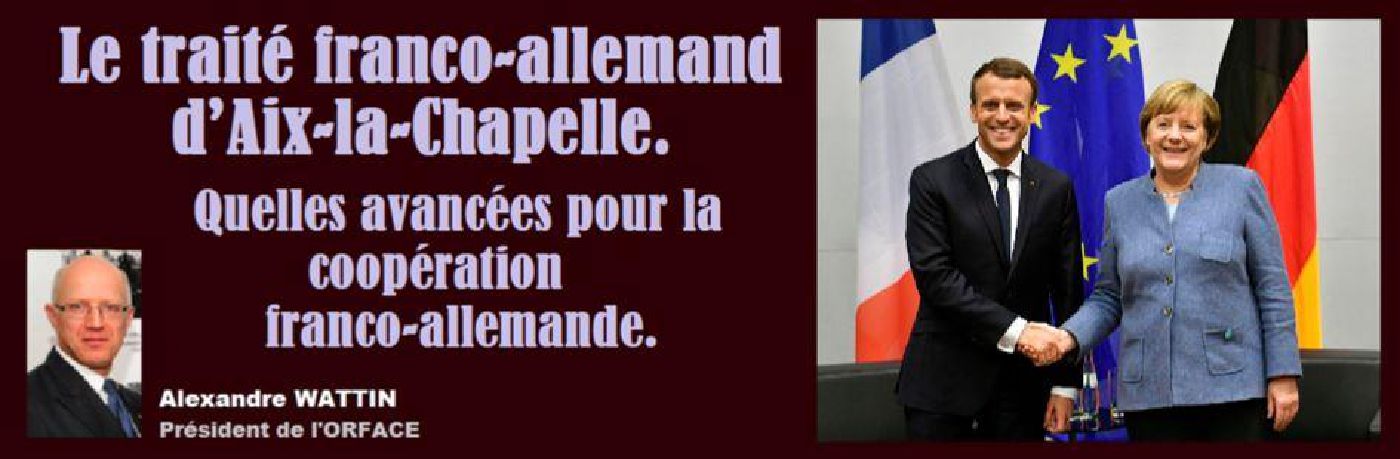 Le traité franco-allemand
d'Aix-la-Chapelle.
Quelles avancées pour la
coopération
franco-allemande.
Alexandre WATTIN
Président de l'ORFACE